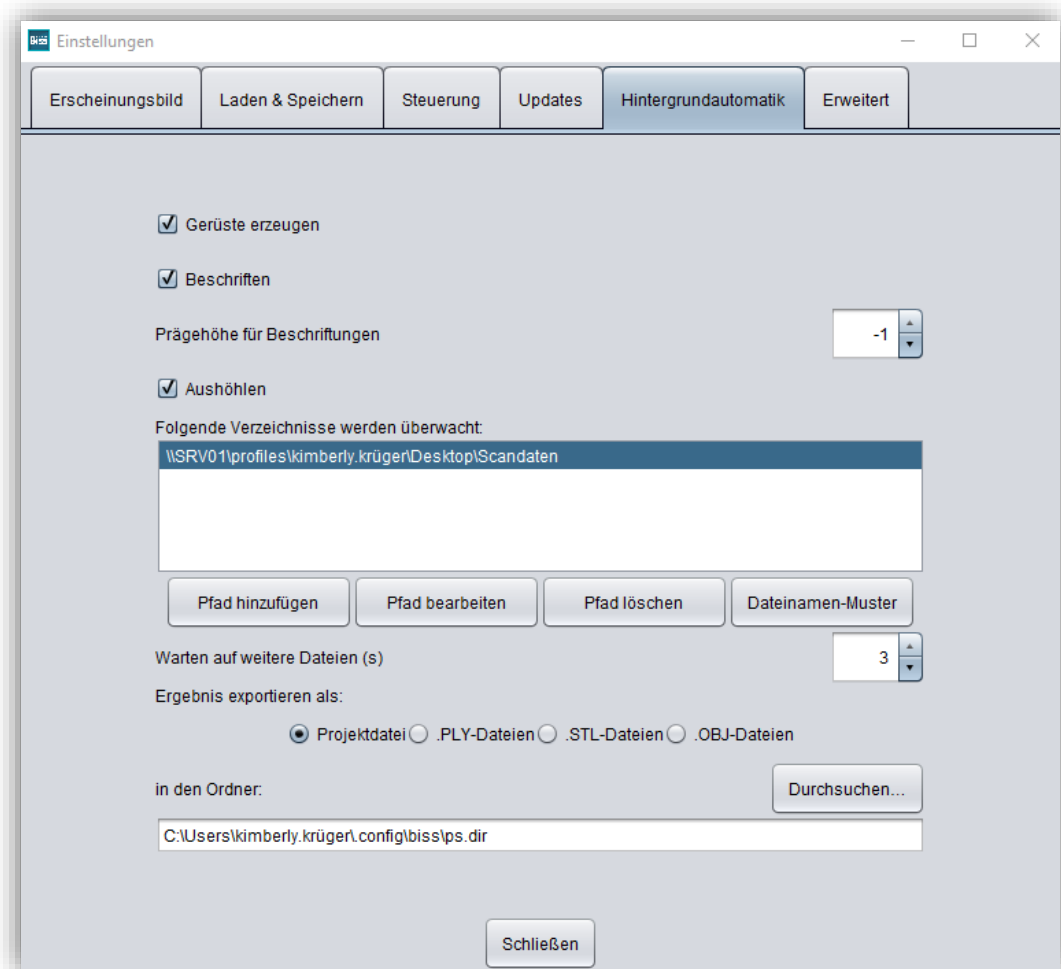 Biss Einstellungen
Erscheinungsbild Laden & Speichern Steuerung Updates Hintergrundautomatik Erweitert
Gerüste erzeugen
Beschriften
Prägehöhe für Beschriftungen -1
Aushöhlen
Folgende Verzeichnisse werden überwacht:
\\SRV01\profiles\kimberly.krüger\Desktop\Scandaten
Pfad hinzufügen Pfad bearbeiten Pfad löschen Dateinamen-Muster
Warten auf weitere Dateien (s) 3
Ergebnis exportieren als:
Projektdatei .PLY-Dateien .STL-Dateien .OBJ-Dateien
in den Ordner: Durchsuchen...
C:\Users\kimberly.krüger\.config\biss\ps.dir
Schließen